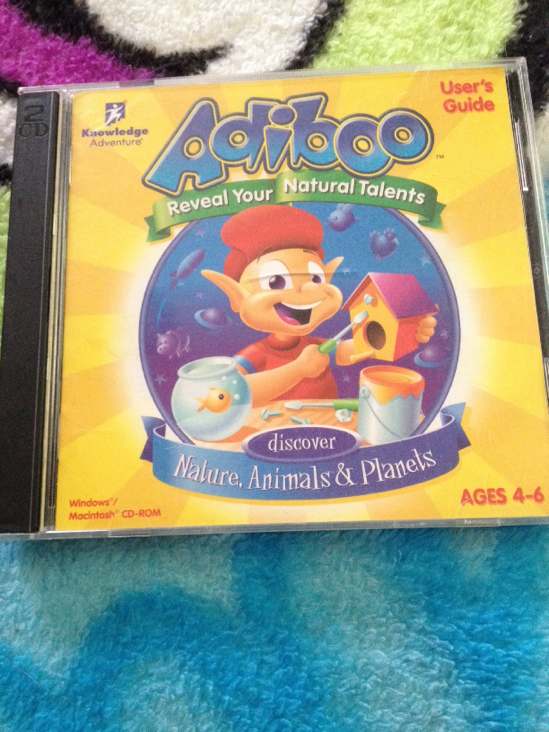 2
CD
Knowledge
Adventure®
Adiboo™
User's
Guide
Reveal Your Natural Talents
discover
Nature, Animals & Planets
Windows®/
Macintosh® CD-ROM
AGES 4-6